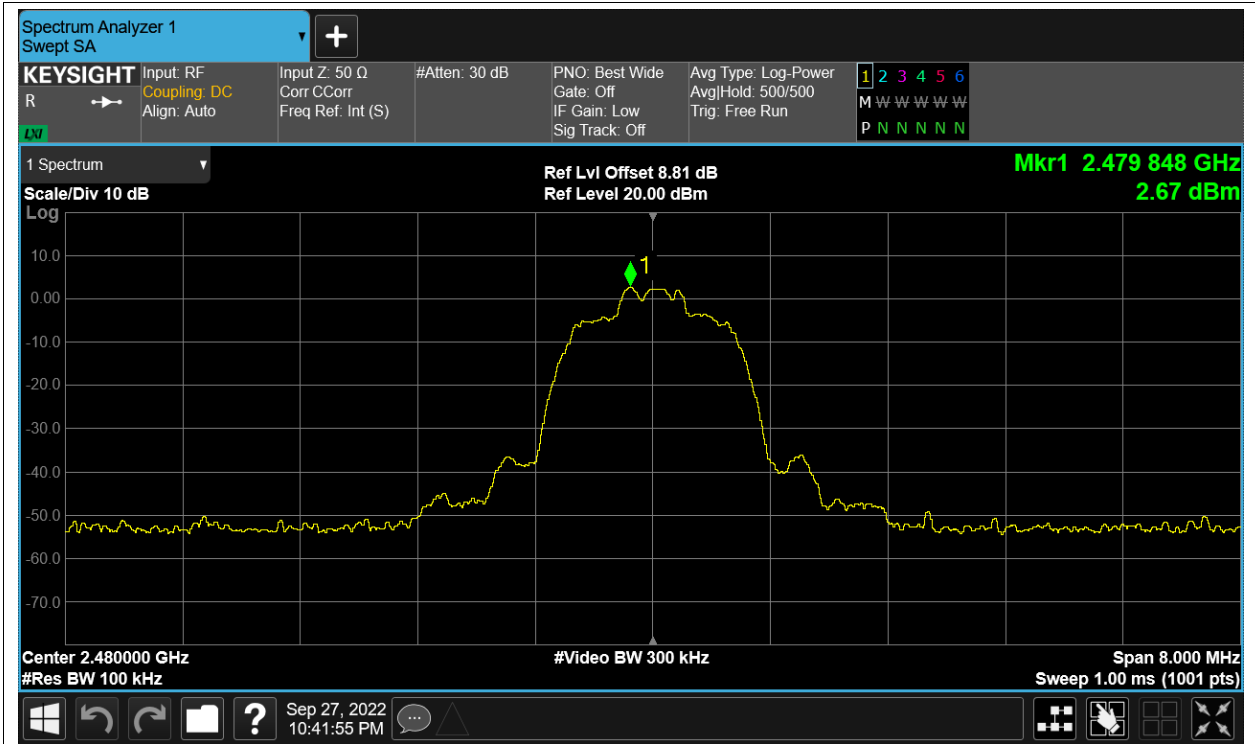 Spectrum Analyzer 1
Swept SA
+
KEYSIGHT
R
LXI
Input: RF
Coupling: DC
Align: Auto
Input Z: 50 Ω
Corr CCorr
Freq Ref: Int (S)
#Atten: 30 dB
PNO: Best Wide
Gate: Off
IF Gain: Low
Sig Track: Off
Avg Type: Log-Power
Avg|Hold: 500/500
Trig: Free Run
1 2 3 4 5 6
M W W W W W
P N N N N N
1 Spectrum
Scale/Div 10 dB
Log
Ref Lvl Offset 8.81 dB
Ref Level 20.00 dBm
Mkr1 2.479 848 GHz
2.67 dBm
1
10.0
0.00
-10.0
-20.0
-30.0
-40.0
-50.0
-60.0
-70.0
Center 2.480000 GHz
#Res BW 100 kHz
#Video BW 300 kHz
Span 8.000 MHz
Sweep 1.00 ms (1001 pts)
?
Sep 27, 2022
10:41:55 PM